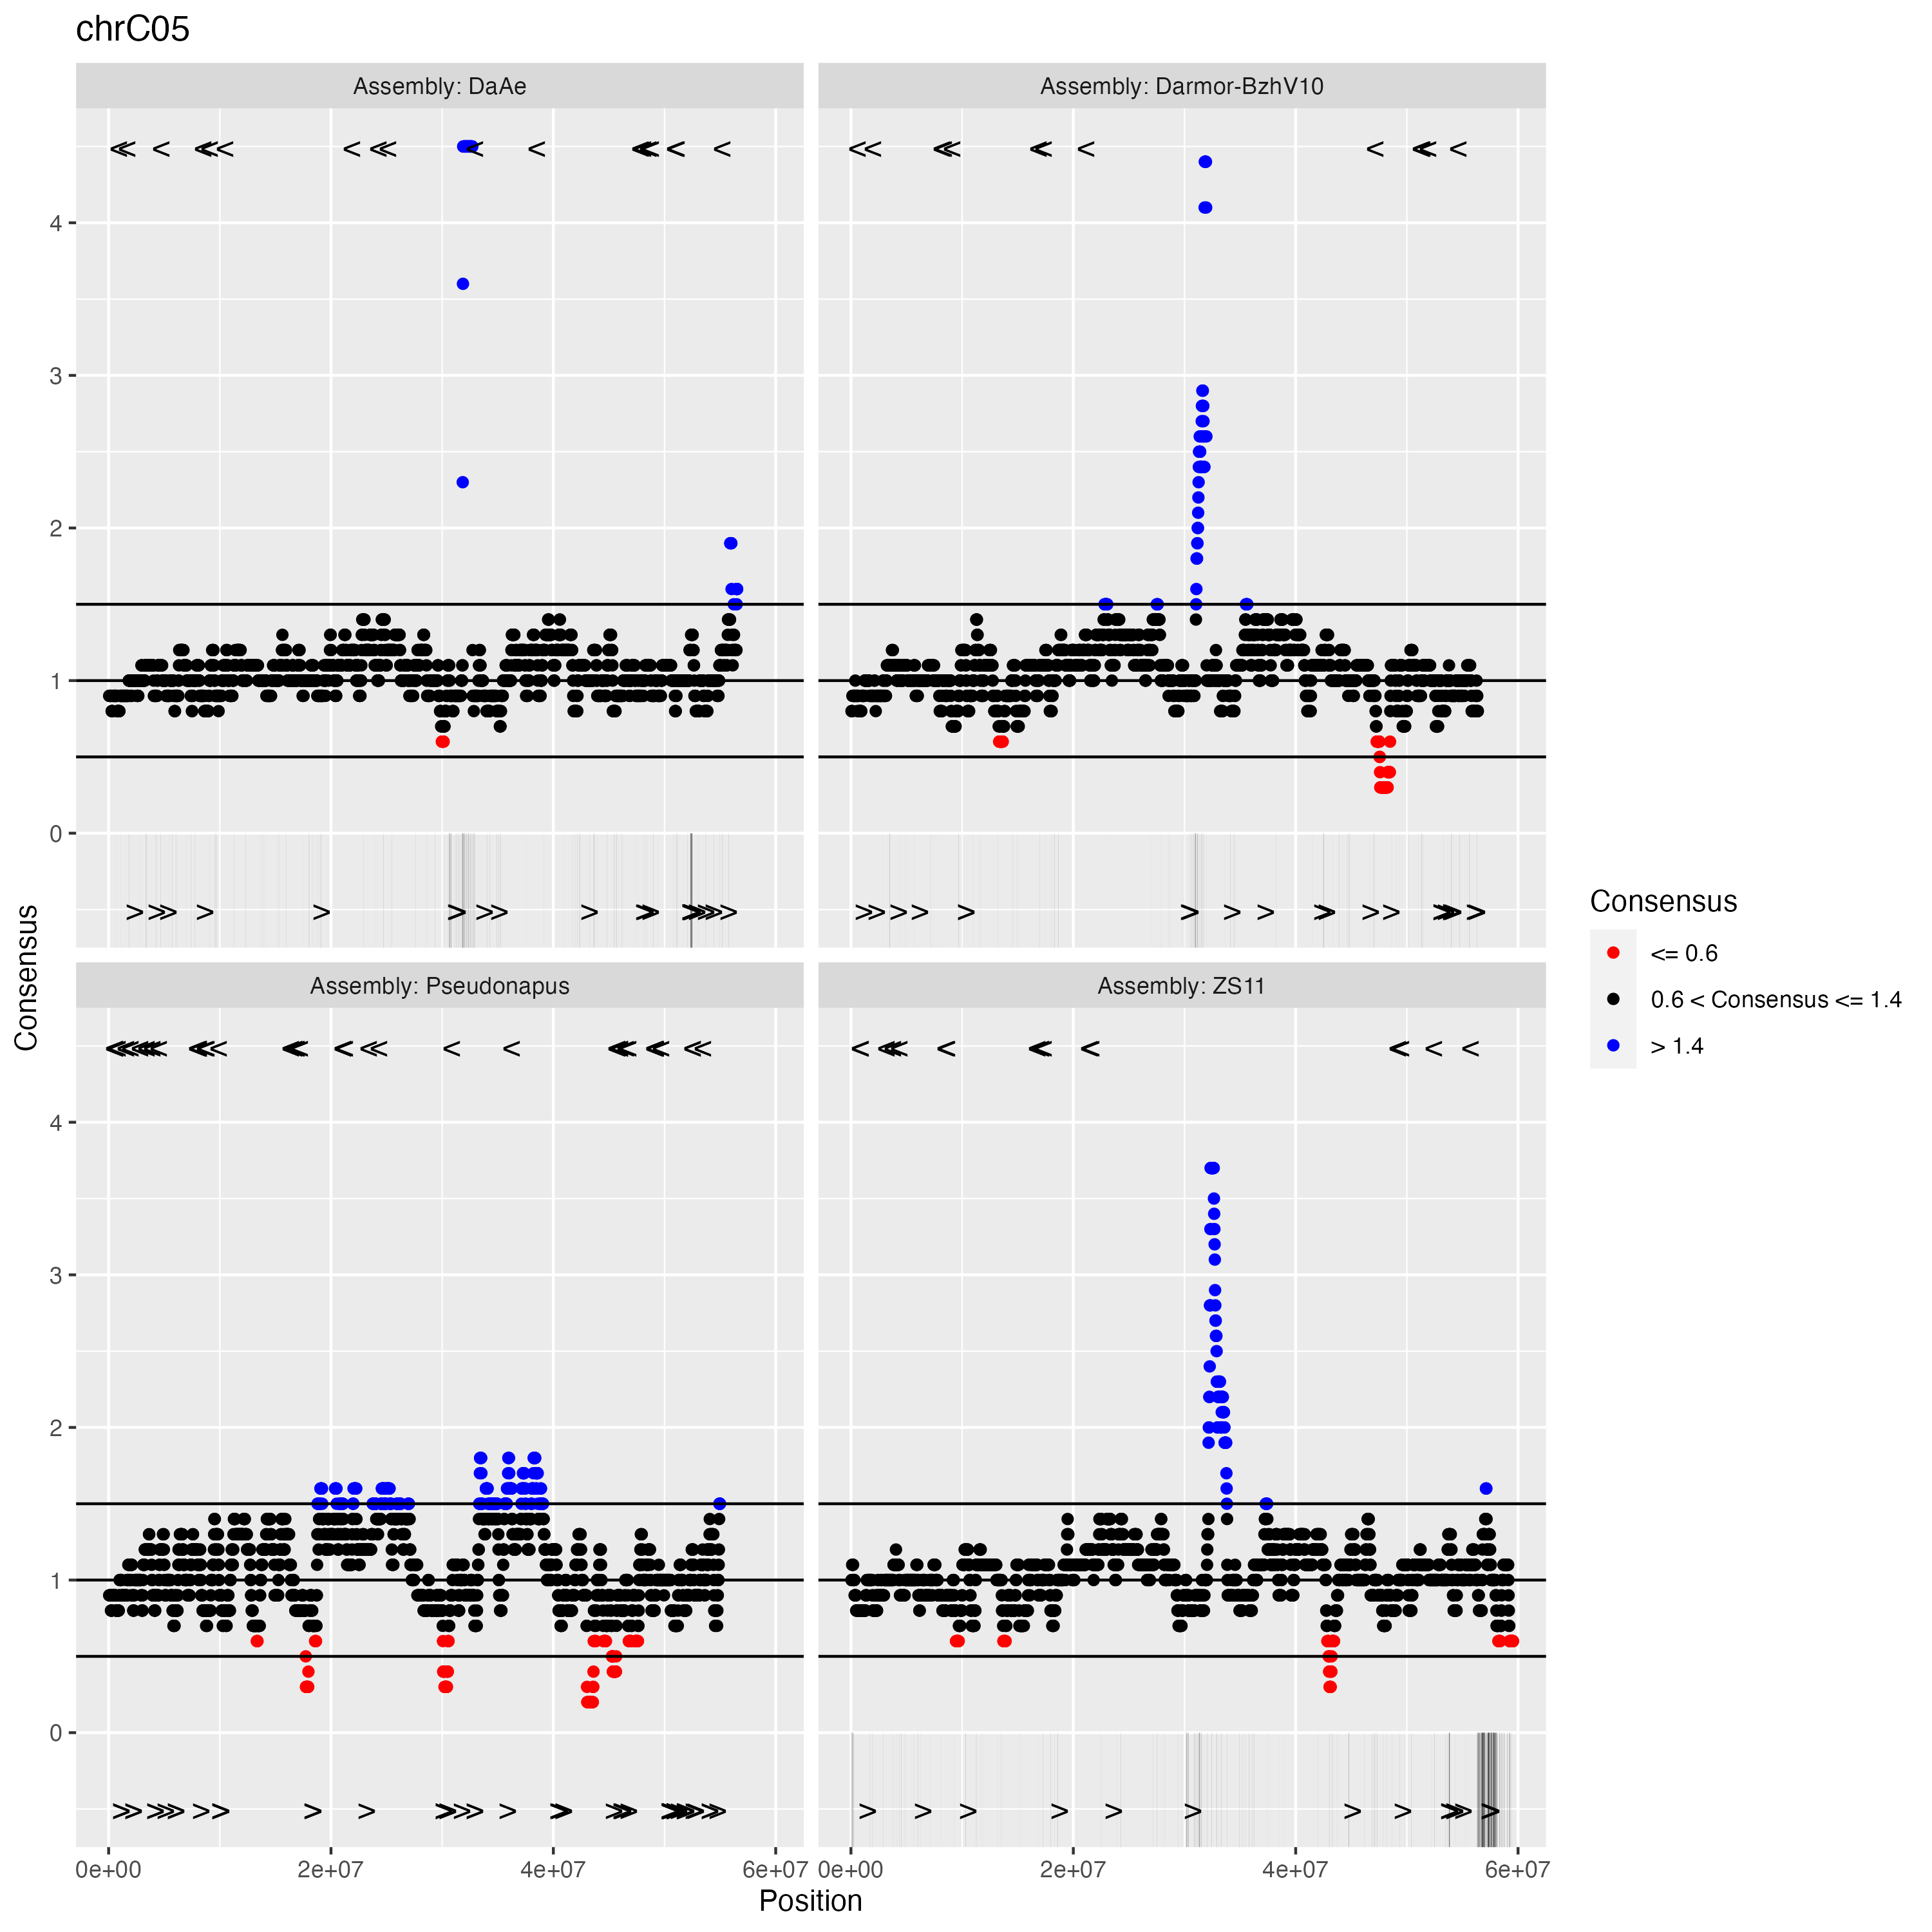 chrC05
Assembly: DaAe
Assembly: Darmor-BzhV10
4
3
2
1
0
Assembly: Pseudonapus
Assembly: ZS11
4
3
2
1
0
0e+00
2e+07
4e+07
6e+07
0e+00
2e+07
4e+07
6e+07
Position
Consensus
Consensus
<= 0.6
0.6 < Consensus <= 1.4
> 1.4